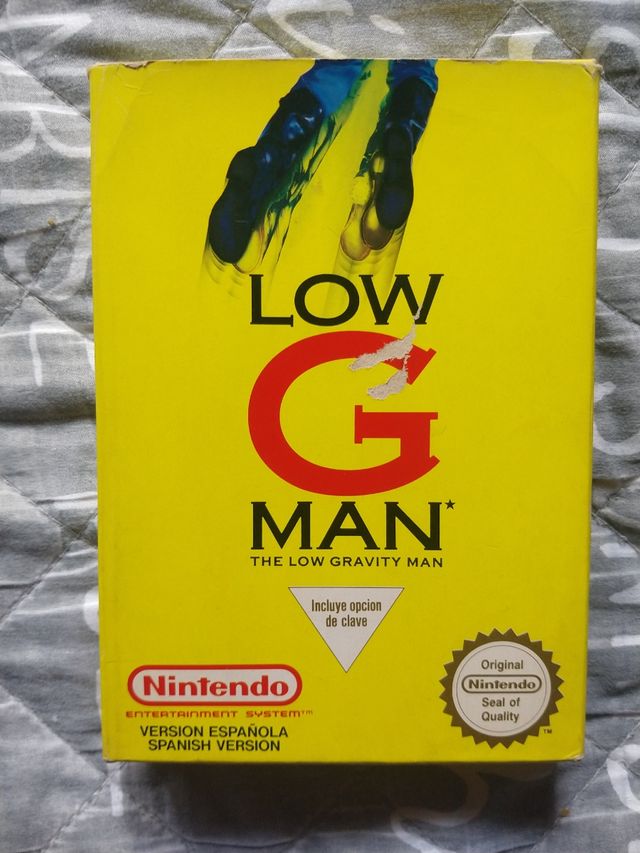 LOW
G
MAN*
THE LOW GRAVITY MAN
Incluye opcion
de clave
Nintendo
ENTERTAINMENT SYSTEM™
VERSION ESPAÑOLA
SPANISH VERSION
Original
Nintendo
Seal of
Quality
TM